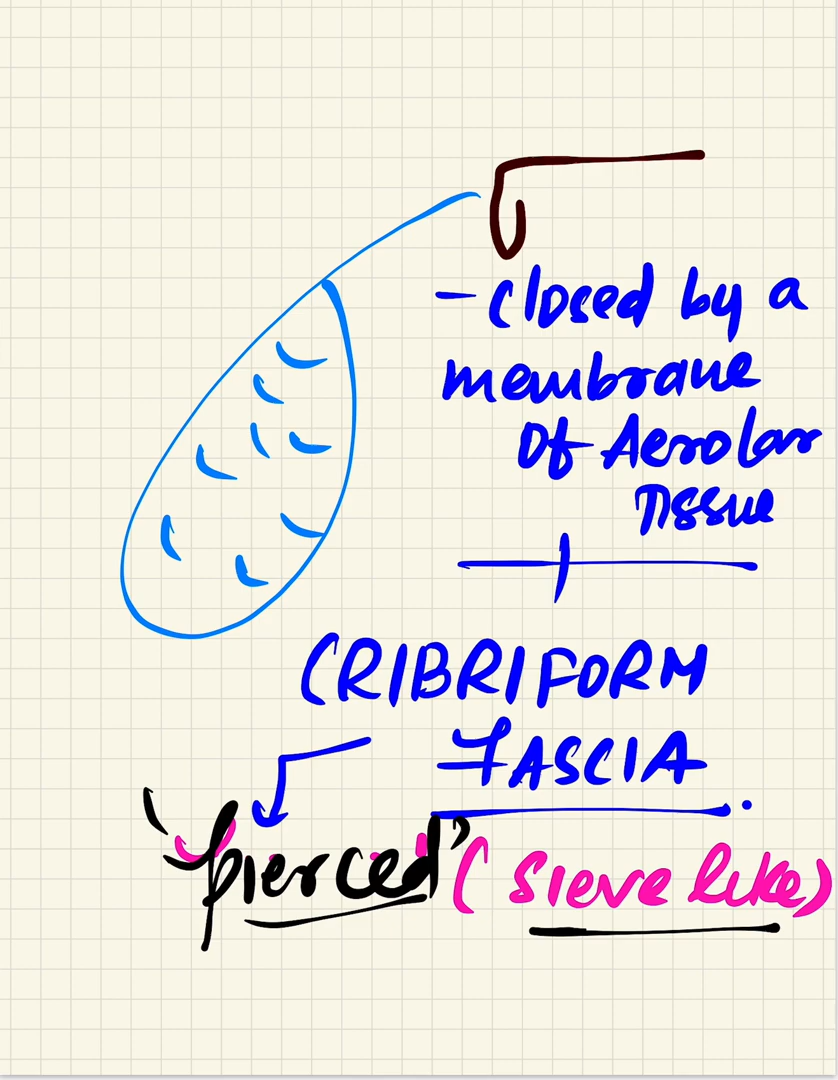 - closed by a
membrane
of Aerolar
Tissue
CRIBRIFORM
FASCIA.
"pierced" (sieve like)